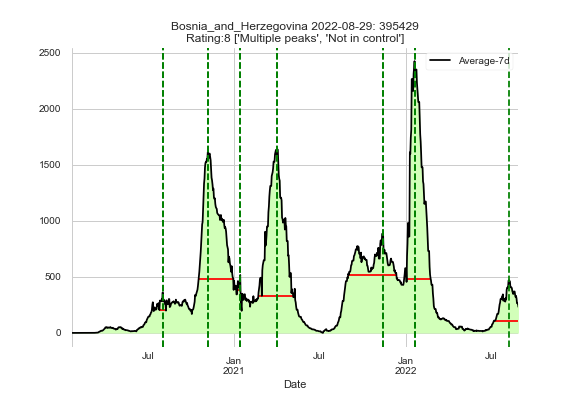 Bosnia_and_Herzegovina 2022-08-29: 395429
Rating:8 ['Multiple peaks', 'Not in control']
Average-7d
2500
2000
1500
1000
500
0
Jul
Jan
2021
Jul
Jan
2022
Jul
Date